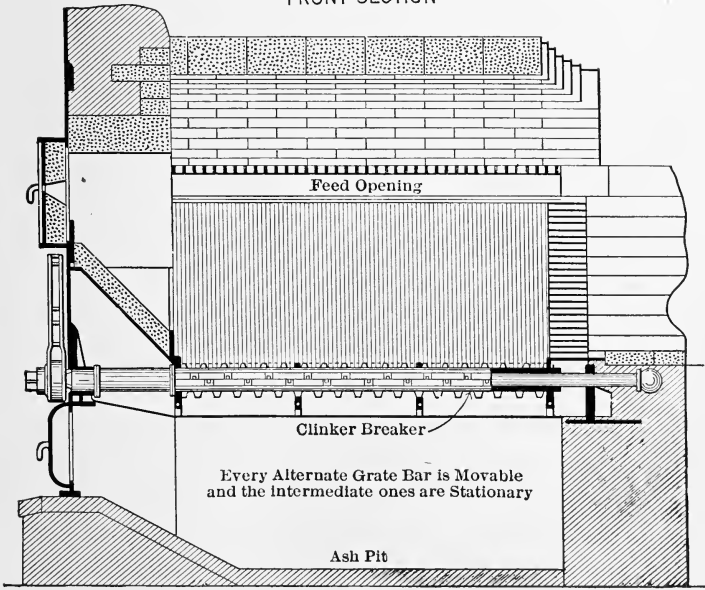 FRONT SECTION
Feed Opening
Clinker Breaker
Every Alternate Grate Bar is Movable
and the intermediate ones are Stationary
Ash Pit